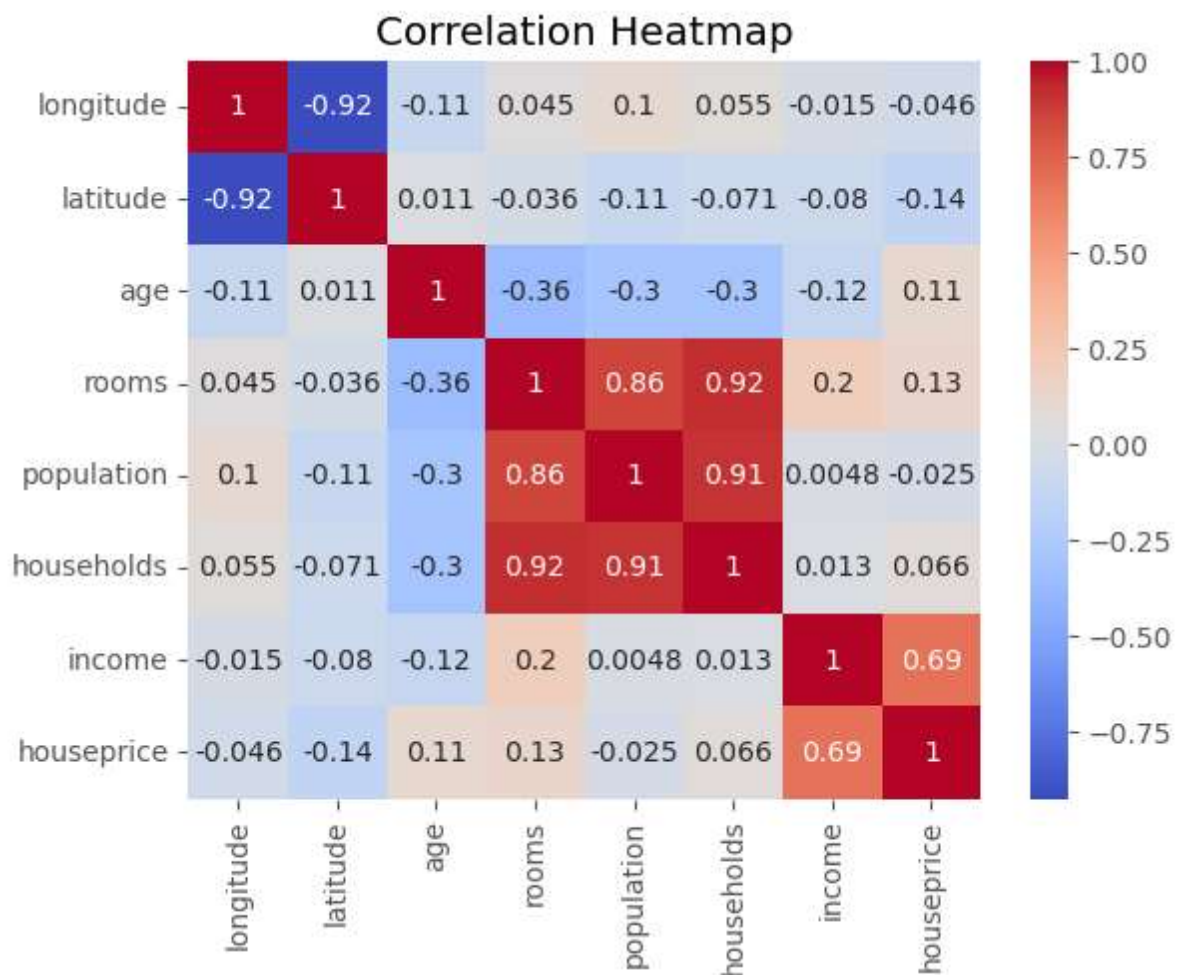 Correlation Heatmap
longitude 1 -0.92 -0.11 0.045 0.1 0.055 -0.015 -0.046
latitude -0.92 1 0.011 -0.036 -0.11 -0.071 -0.08 -0.14
age -0.11 0.011 1 -0.36 -0.3 -0.3 -0.12 0.11
rooms 0.045 -0.036 -0.36 1 0.86 0.92 0.2 0.13
population 0.1 -0.11 -0.3 0.86 1 0.91 0.0048 -0.025
households 0.055 -0.071 -0.3 0.92 0.91 1 0.013 0.066
income -0.015 -0.08 -0.12 0.2 0.0048 0.013 1 0.69
houseprice -0.046 -0.14 0.11 0.13 -0.025 0.066 0.69 1
longitude latitude age rooms population households income houseprice
1.00
0.75
0.50
0.25
0.00
−0.25
−0.50
−0.75